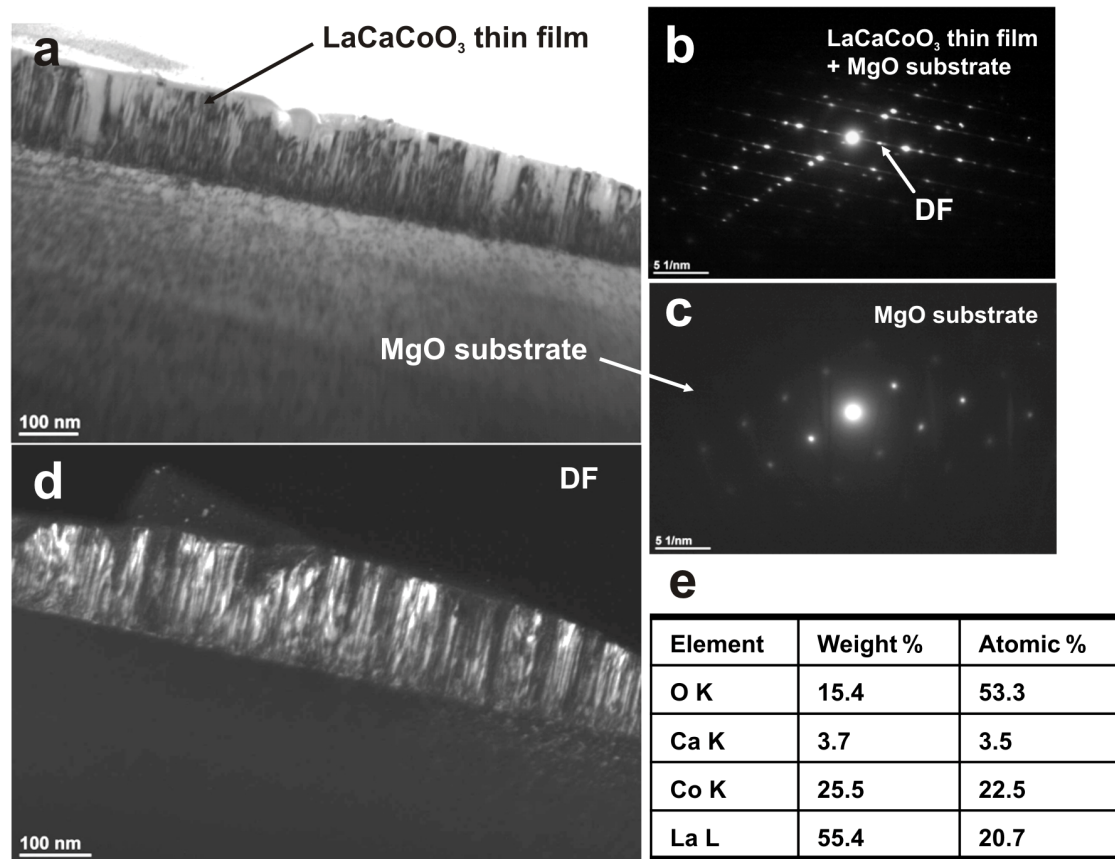 a
LaCaCoO₃ thin film
MgO substrate
100 nm
b
LaCaCoO₃ thin film
+ MgO substrate
DF
5 1/nm
c
MgO substrate
5 1/nm
d
DF
100 nm
e
Element Weight % Atomic %
O K 15.4 53.3
Ca K 3.7 3.5
Co K 25.5 22.5
La L 55.4 20.7